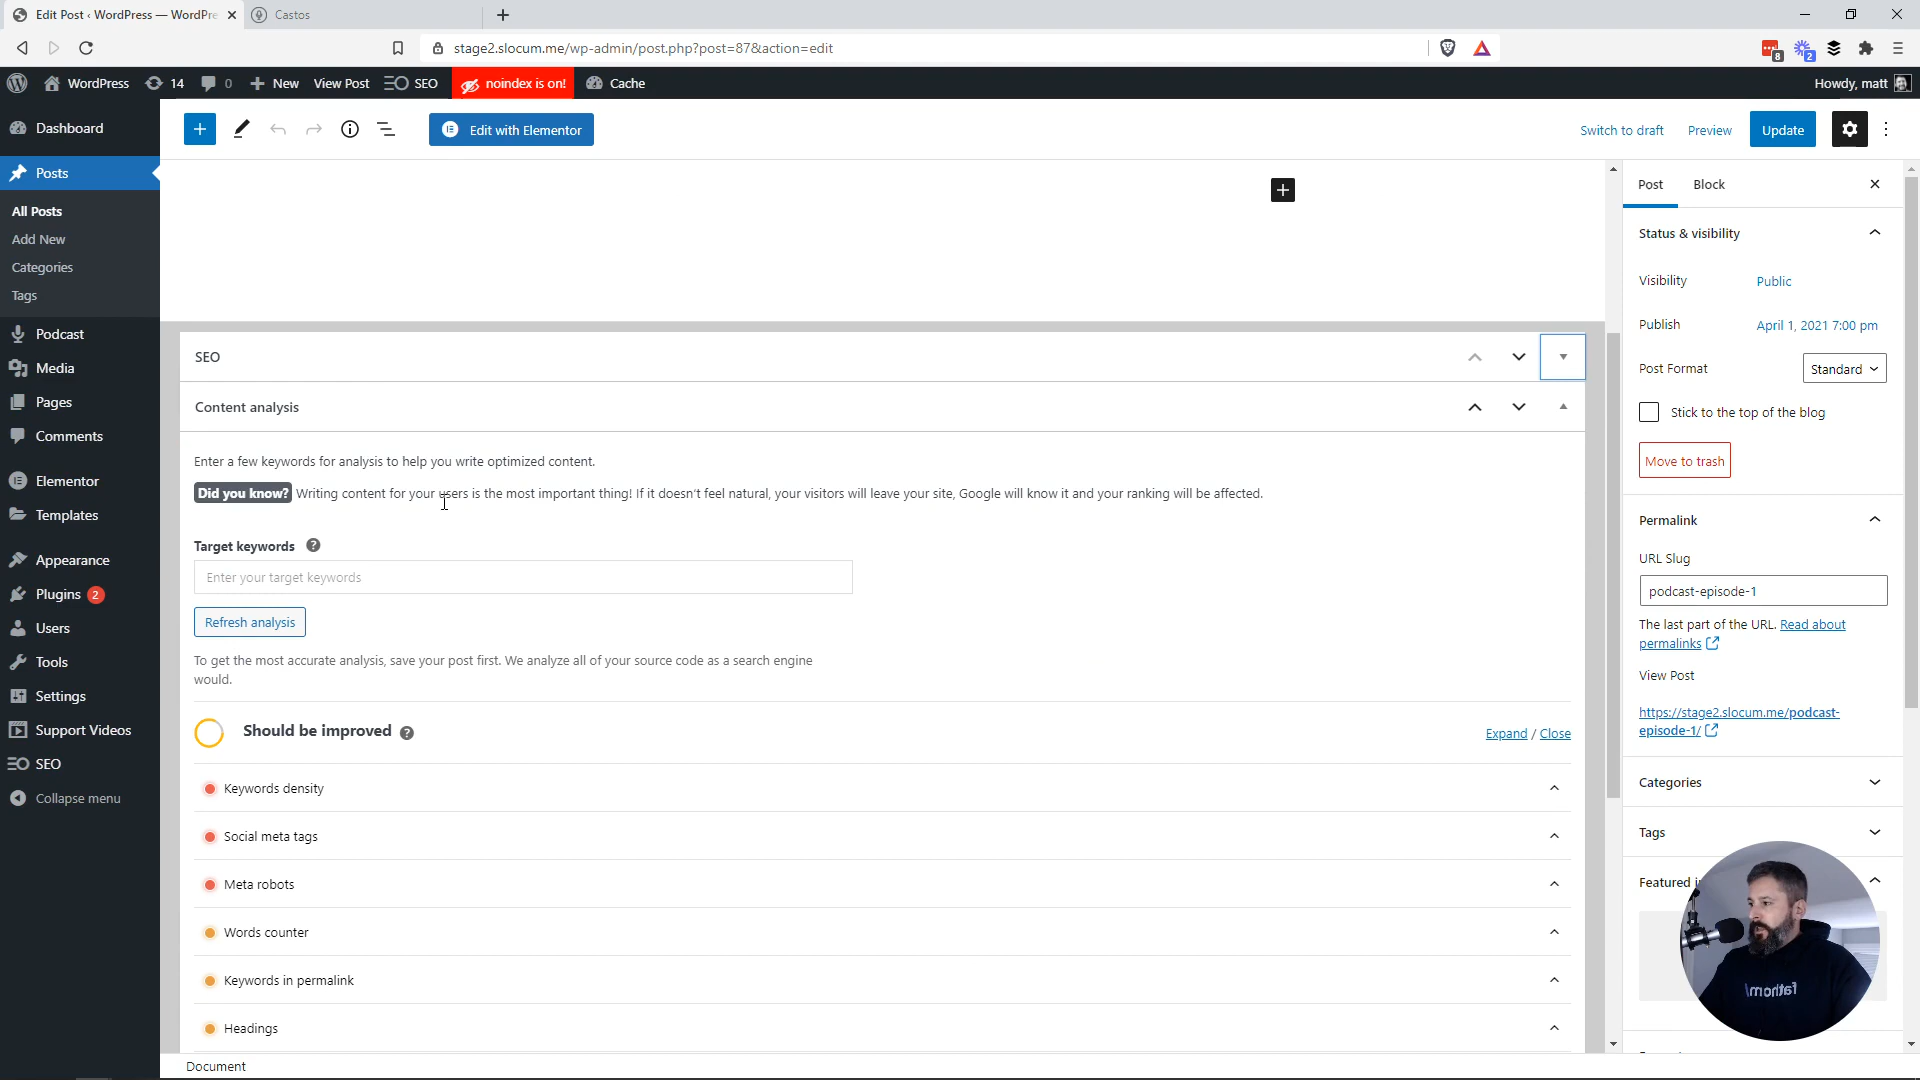 Edit Post ‹ WordPress — WordPre
Castos
stage2.slocum.me/wp-admin/post.php?post=87&action=edit
8
2
WordPress
14
0
New
View Post
SEO
noindex is on!
Cache
Howdy, matt
Dashboard
Edit with Elementor
Switch to draft
Preview
Update
Posts
All Posts
Add New
Categories
Tags
Podcast
Media
Pages
Comments
Elementor
Templates
Appearance
Plugins 2
Users
Tools
Settings
Support Videos
SEO
Collapse menu
SEO
Content analysis
Enter a few keywords for analysis to help you write optimized content.
Did you know? Writing content for your users is the most important thing! If it doesn't feel natural, your visitors will leave your site, Google will know it and your ranking will be affected.
Target keywords ?
Enter your target keywords
Refresh analysis
To get the most accurate analysis, save your post first. We analyze all of your source code as a search engine
would.
Should be improved ?
Expand / Close
Keywords density
Social meta tags
Meta robots
Words counter
Keywords in permalink
Headings
Document
Post
Block
Status & visibility
Visibility
Public
Publish
April 1, 2021 7:00 pm
Post Format
Standard
Stick to the top of the blog
Move to trash
Permalink
URL Slug
podcast-episode-1
The last part of the URL. Read about
permalinks
View Post
https://stage2.slocum.me/podcast-
episode-1/
Categories
Tags
Featured
fathom/